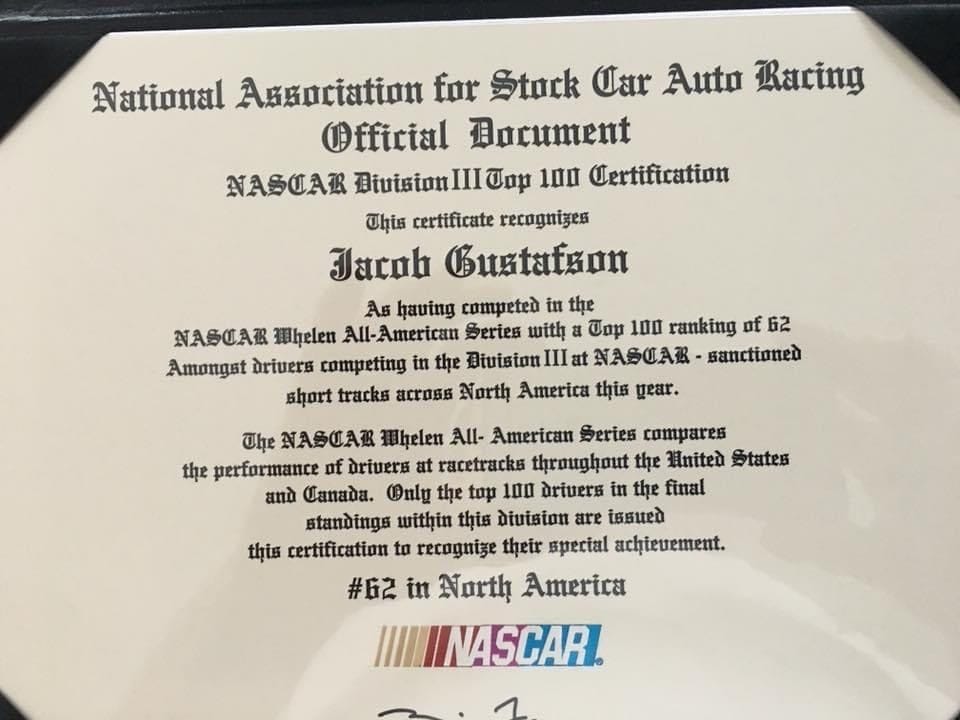 National Association for Stock Car Auto Racing
Official Document
NASCAR Division III Top 100 Certification
This certificate recognizes
Jacob Gustafson
As having competed in the
NASCAR Whelen All-American Series with a Top 100 ranking of 62
Amongst drivers competing in the Division III at NASCAR - sanctioned
short tracks across North America this year.
The NASCAR Whelen All- American Series compares
the performance of drivers at racetracks throughout the United States
and Canada. Only the top 100 drivers in the final
standings within this division are issued
this certification to recognize their special achievement.
#62 in North America
NASCAR.